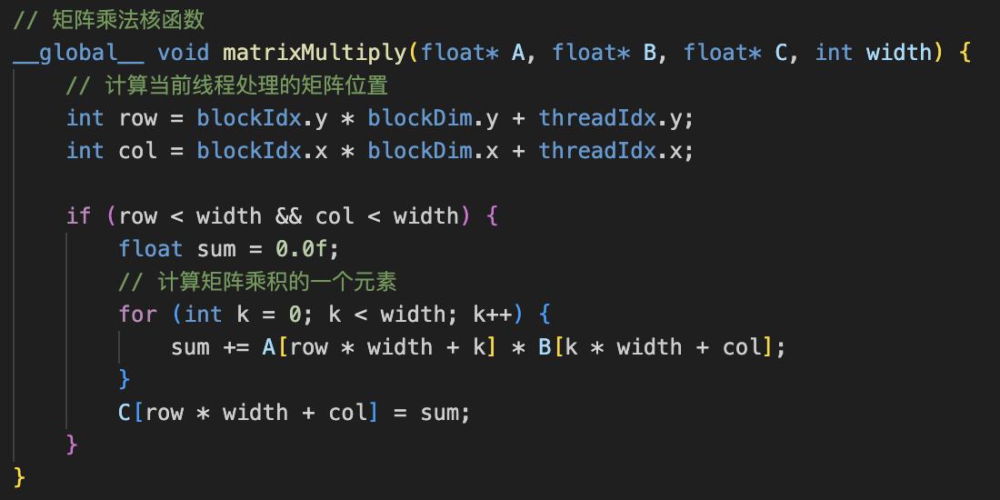 // 矩阵乘法核函数
__global__ void matrixMultiply(float* A, float* B, float* C, int width) {
    // 计算当前线程处理的矩阵位置
    int row = blockIdx.y * blockDim.y + threadIdx.y;
    int col = blockIdx.x * blockDim.x + threadIdx.x;

    if (row < width && col < width) {
        float sum = 0.0f;
        // 计算矩阵乘积的一个元素
        for (int k = 0; k < width; k++) {
            sum += A[row * width + k] * B[k * width + col];
        }
        C[row * width + col] = sum;
    }
}